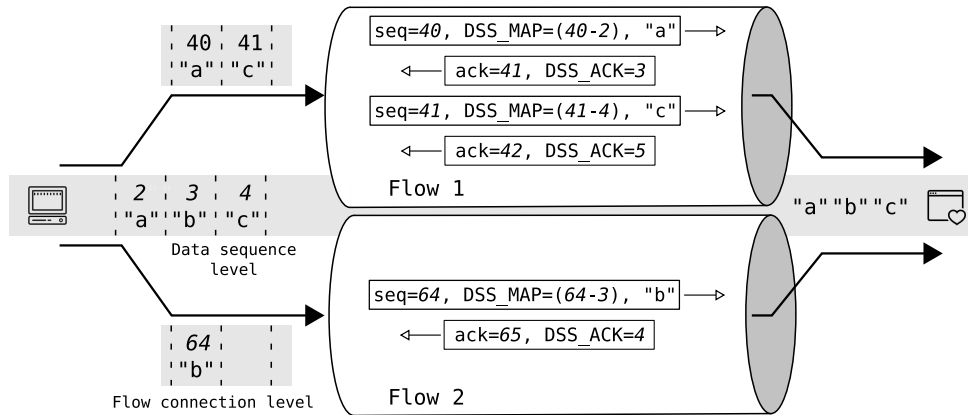 40 41
"a" "c"
seq=40, DSS_MAP=(40-2), "a"
ack=41, DSS_ACK=3
seq=41, DSS_MAP=(41-4), "c"
ack=42, DSS_ACK=5
Flow 1
2 3 4
"a" "b" "c"
Data sequence
level
"a" "b" "c"
seq=64, DSS_MAP=(64-3), "b"
ack=65, DSS_ACK=4
Flow 2
64
"b"
Flow connection level